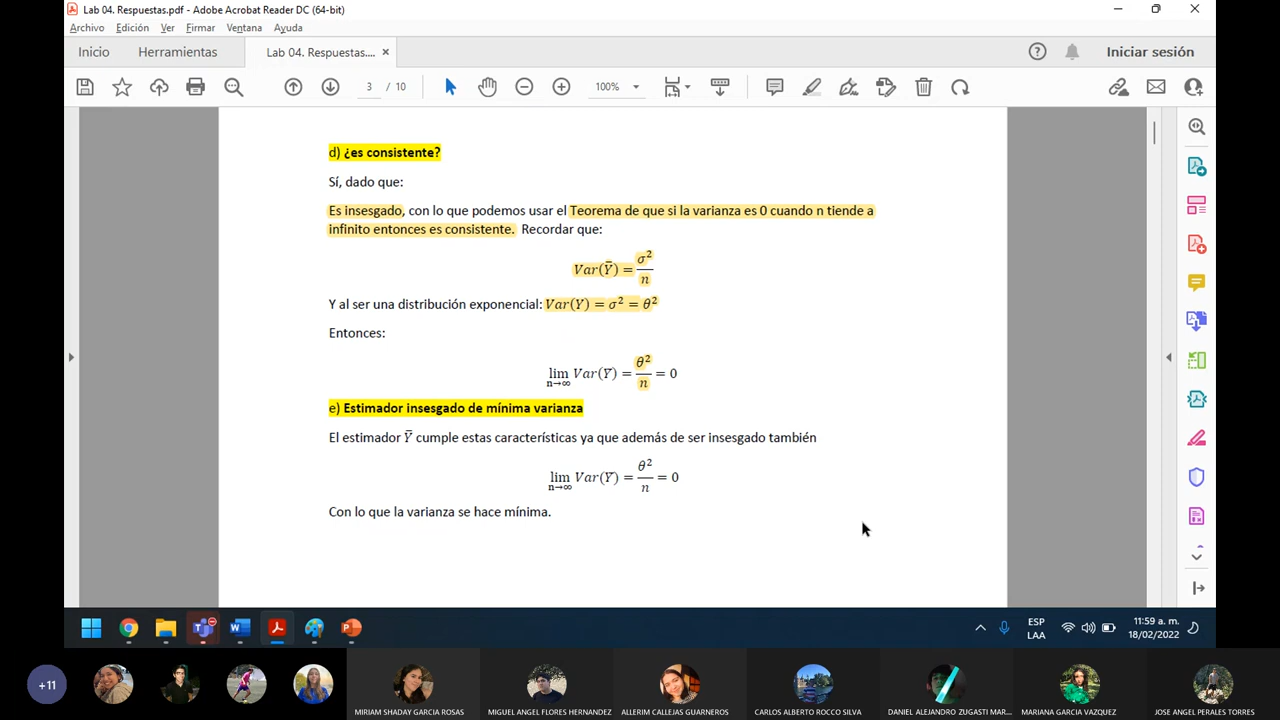 Lab 04. Respuestas.pdf - Adobe Acrobat Reader DC (64-bit)
Archivo Edición Ver Firmar Ventana Ayuda
Inicio Herramientas Lab 04. Respuestas.... × Iniciar sesión
3 / 10 100%
d) ¿es consistente?
Sí, dado que:
Es insesgado, con lo que podemos usar el Teorema de que si la varianza es 0 cuando n tiende a
infinito entonces es consistente. Recordar que:
Var(Ȳ) = σ²/n
Y al ser una distribución exponencial: Var(Y) = σ² = θ²
Entonces:
lim n→∞ Var(Ȳ) = θ²/n = 0
e) Estimador insesgado de mínima varianza
El estimador Ȳ cumple estas características ya que además de ser insesgado también
lim n→∞ Var(Ȳ) = θ²/n = 0
Con lo que la varianza se hace mínima.
ESP
LAA
11:59 a. m.
18/02/2022
+11
MIRIAM SHADAY GARCIA ROSAS
MIGUEL ANGEL FLORES HERNANDEZ
ALLERIM CALLEJAS GUARNEROS
CARLOS ALBERTO ROCCO SILVA
DANIEL ALEJANDRO ZUGASTI MAR...
MARIANA GARCIA VAZQUEZ
JOSE ANGEL PERALES TORRES